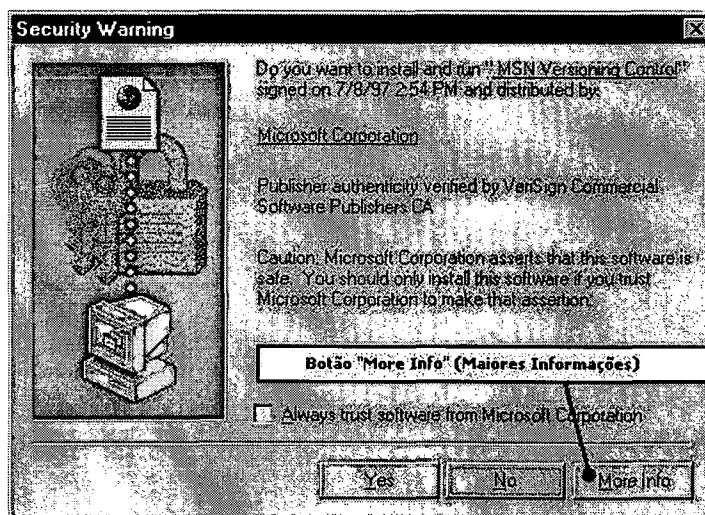 Security Warning
Do you want to install and run "MSN Versioning Control"
signed on 7/8/97 2:54 PM and distributed by:
Microsoft Corporation
Publisher authenticity verified by VeriSign Commercial
Software Publishers CA
Caution: Microsoft Corporation asserts that this software is
safe. You should only install this software if you trust
Microsoft Corporation to make that assertion.
Botão "More Info" (Maiores Informações)
Always trust software from Microsoft Corporation
Yes
No
More Info